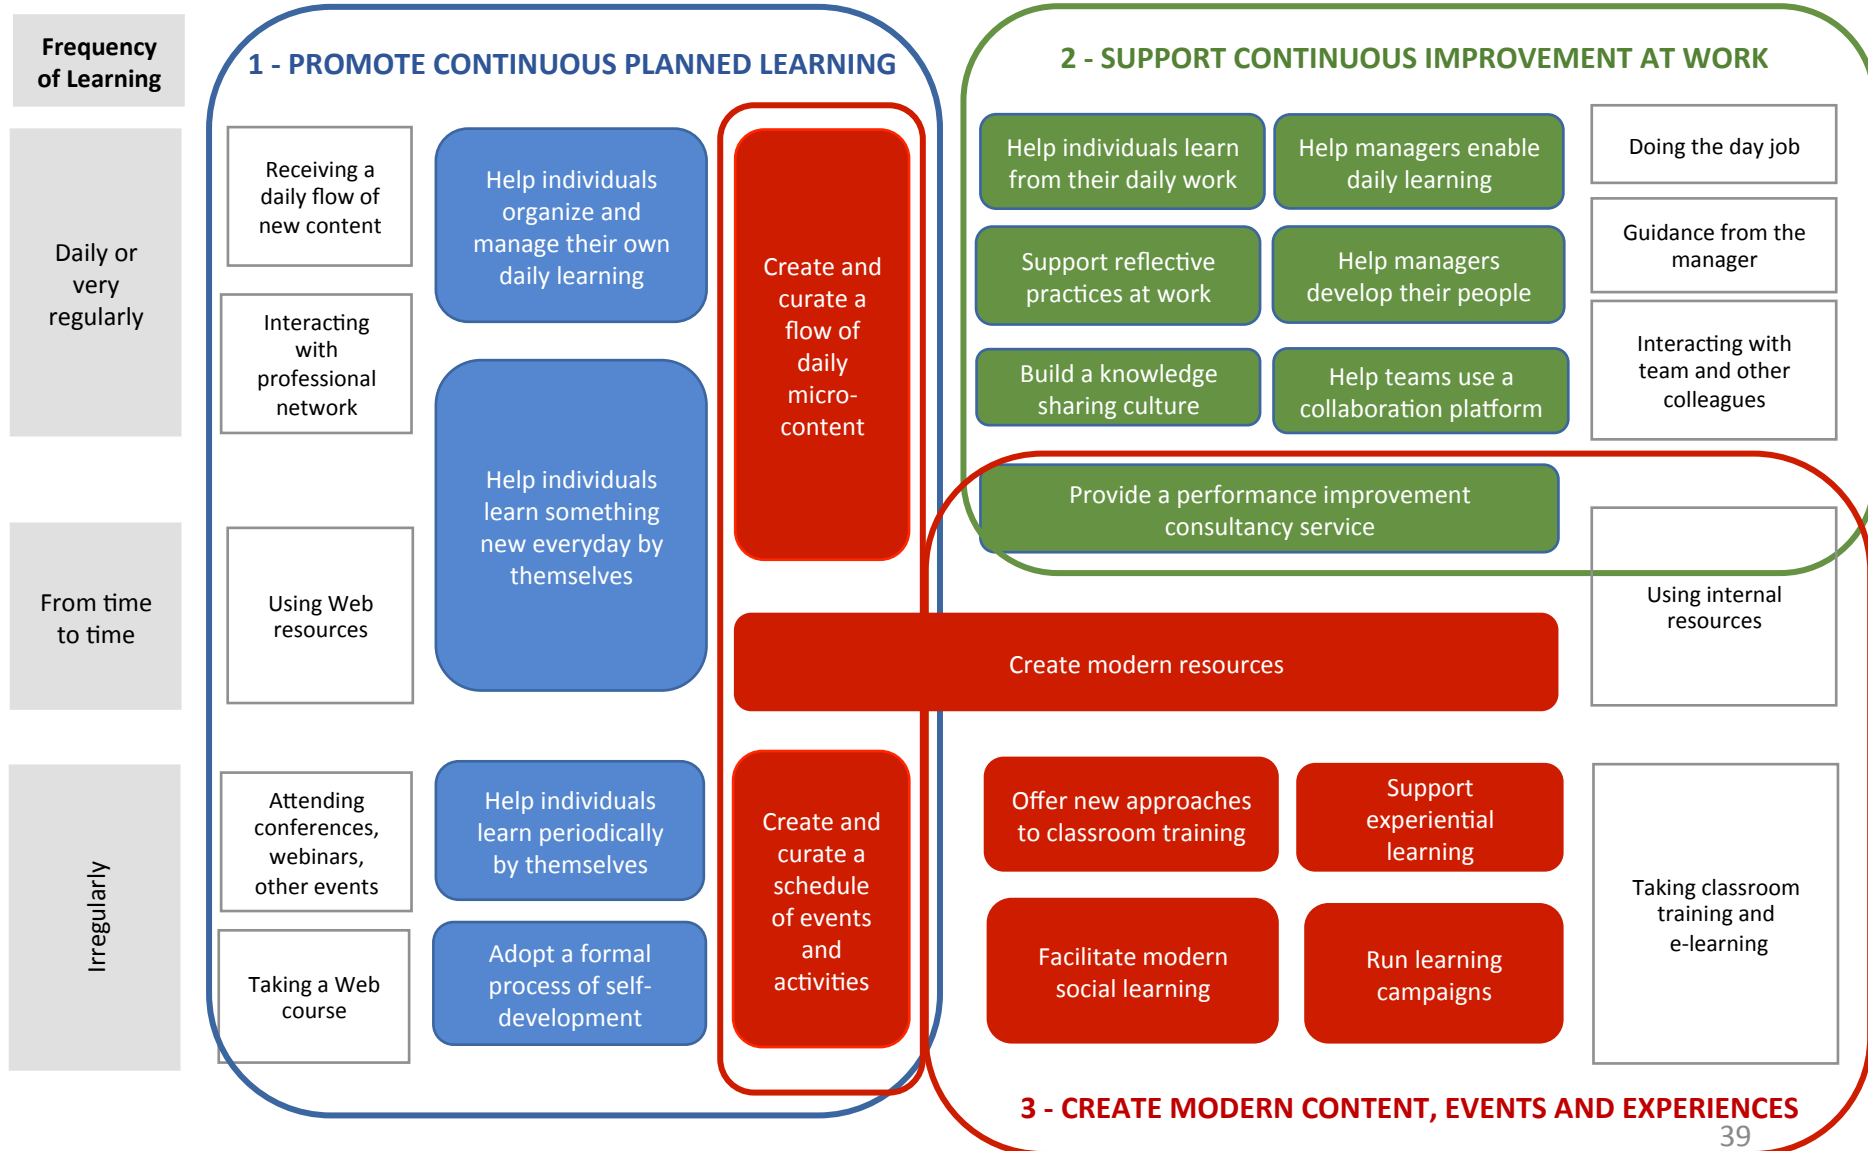 Frequency
of Learning
1 - PROMOTE CONTINUOUS PLANNED LEARNING
2 - SUPPORT CONTINUOUS IMPROVEMENT AT WORK
Daily or
very
regularly
Receiving a
daily flow of
new content
Interacting
with
professional
network
Help individuals
organize and
manage their own
daily learning
Help individuals
learn something
new everyday by
themselves
Create and
curate a
flow of
daily
micro-
content
Help individuals learn
from their daily work
Help managers enable
daily learning
Doing the day job
Support reflective
practices at work
Help managers
develop their people
Guidance from the
manager
Build a knowledge
sharing culture
Help teams use a
collaboration platform
Interacting with
team and other
colleagues
Provide a performance improvement
consultancy service
From time
to time
Using Web
resources
Create modern resources
Using internal
resources
Irregularly
Attending
conferences,
webinars,
other events
Taking a Web
course
Help individuals
learn periodically
by themselves
Adopt a formal
process of self-
development
Create and
curate a
schedule
of events
and
activities
Offer new approaches
to classroom training
Support
experiential
learning
Facilitate modern
social learning
Run learning
campaigns
Taking classroom
training and
e-learning
3 - CREATE MODERN CONTENT, EVENTS AND EXPERIENCES
39